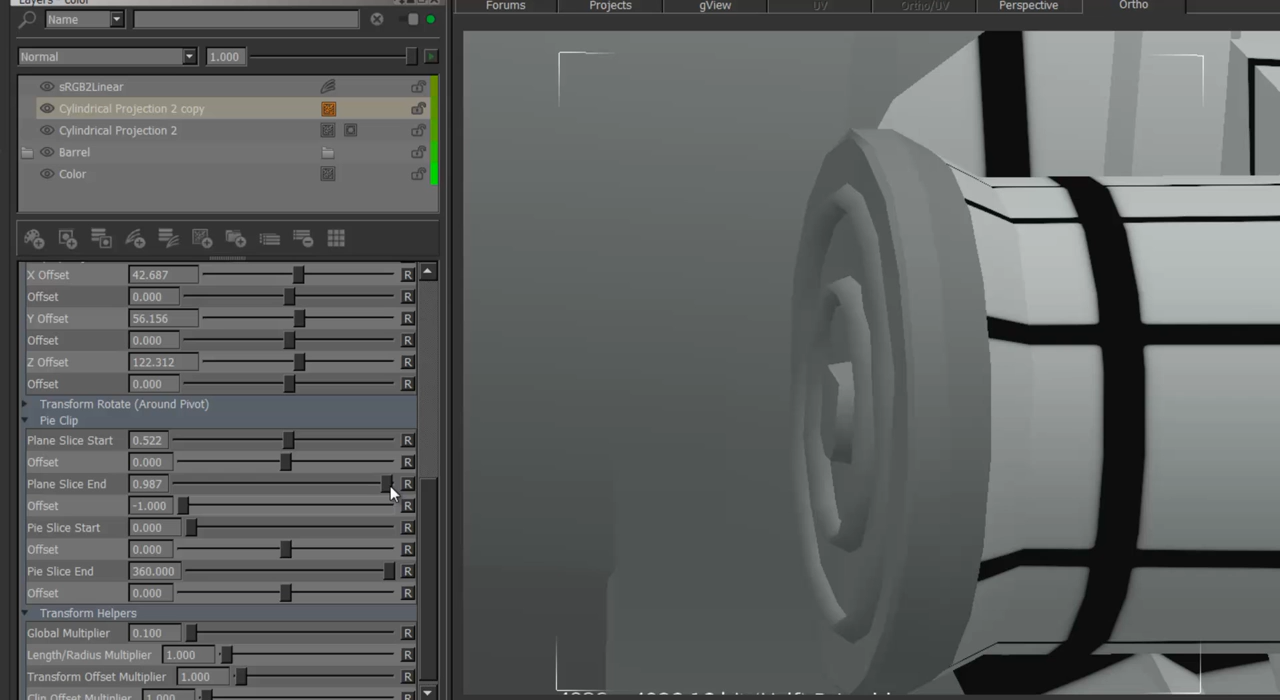 Layers - Color
Forums Projects gView UV Ortho/UV Perspective Ortho
Name
Normal 1.000
sRGB2Linear
Cylindrical Projection 2 copy
Cylindrical Projection 2
Barrel
Color
X Offset 42.687 R
Offset 0.000 R
Y Offset 56.156 R
Offset 0.000 R
Z Offset 122.312 R
Offset 0.000 R
Transform Rotate (Around Pivot)
Pie Clip
Plane Slice Start 0.522 R
Offset 0.000 R
Plane Slice End 0.987 R
Offset -1.000 R
Pie Slice Start 0.000 R
Offset 0.000 R
Pie Slice End 360.000 R
Offset 0.000 R
Transform Helpers
Global Multiplier 0.100 R
Length/Radius Multiplier 1.000 R
Transform Offset Multiplier 1.000 R
Clip Offset Multiplier 1.000 R